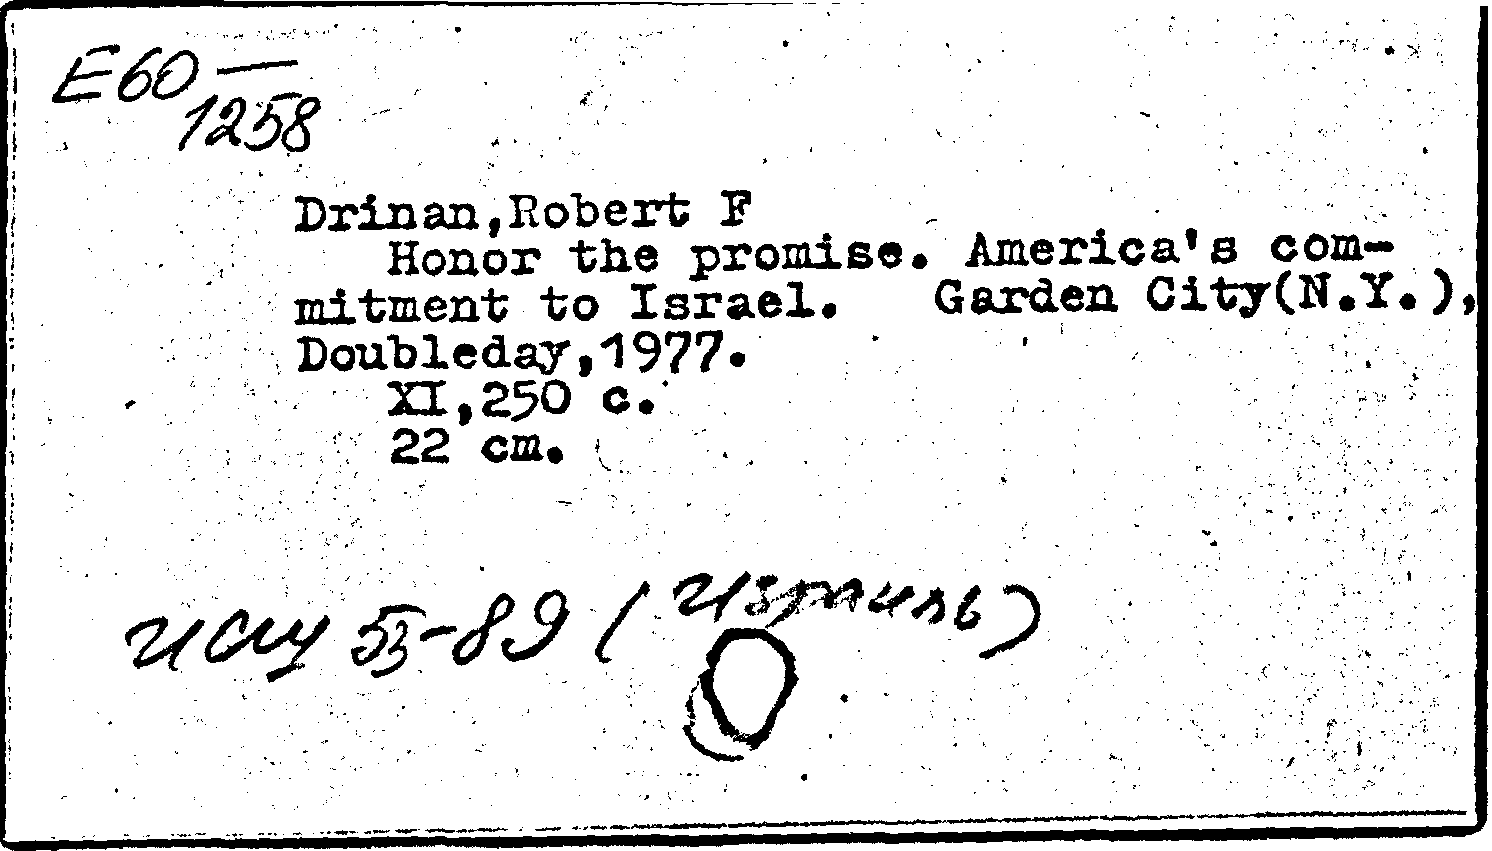 E60 —
1258
Drinan,Robert F
Honor the promise. America's com-
mitment to Israel. Garden City(N.Y.),
Doubleday,1977.
XI,250 c.
22 cm.
53-89 (Израиль)